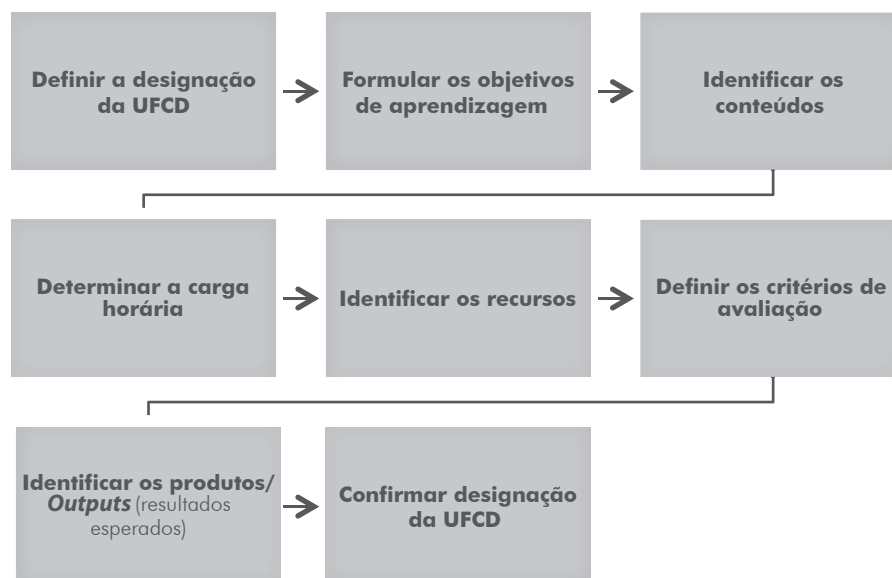 Definir a designação
da UFCD
Formular os objetivos
de aprendizagem
Identificar os
conteúdos
Determinar a carga
horária
Identificar os recursos
Definir os critérios de
avaliação
Identificar os produtos/
Outputs (resultados
esperados)
Confirmar designação
da UFCD